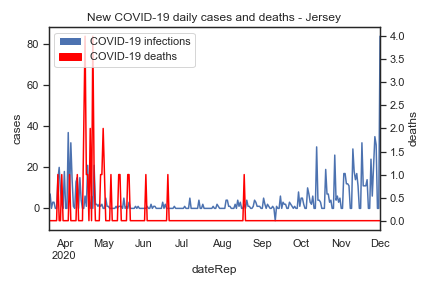 New COVID-19 daily cases and deaths - Jersey
COVID-19 infections
COVID-19 deaths
80
60
40
20
0
cases
4.0
3.5
3.0
2.5
2.0
1.5
1.0
0.5
0.0
deaths
Apr May Jun Jul Aug Sep Oct Nov Dec
2020
dateRep